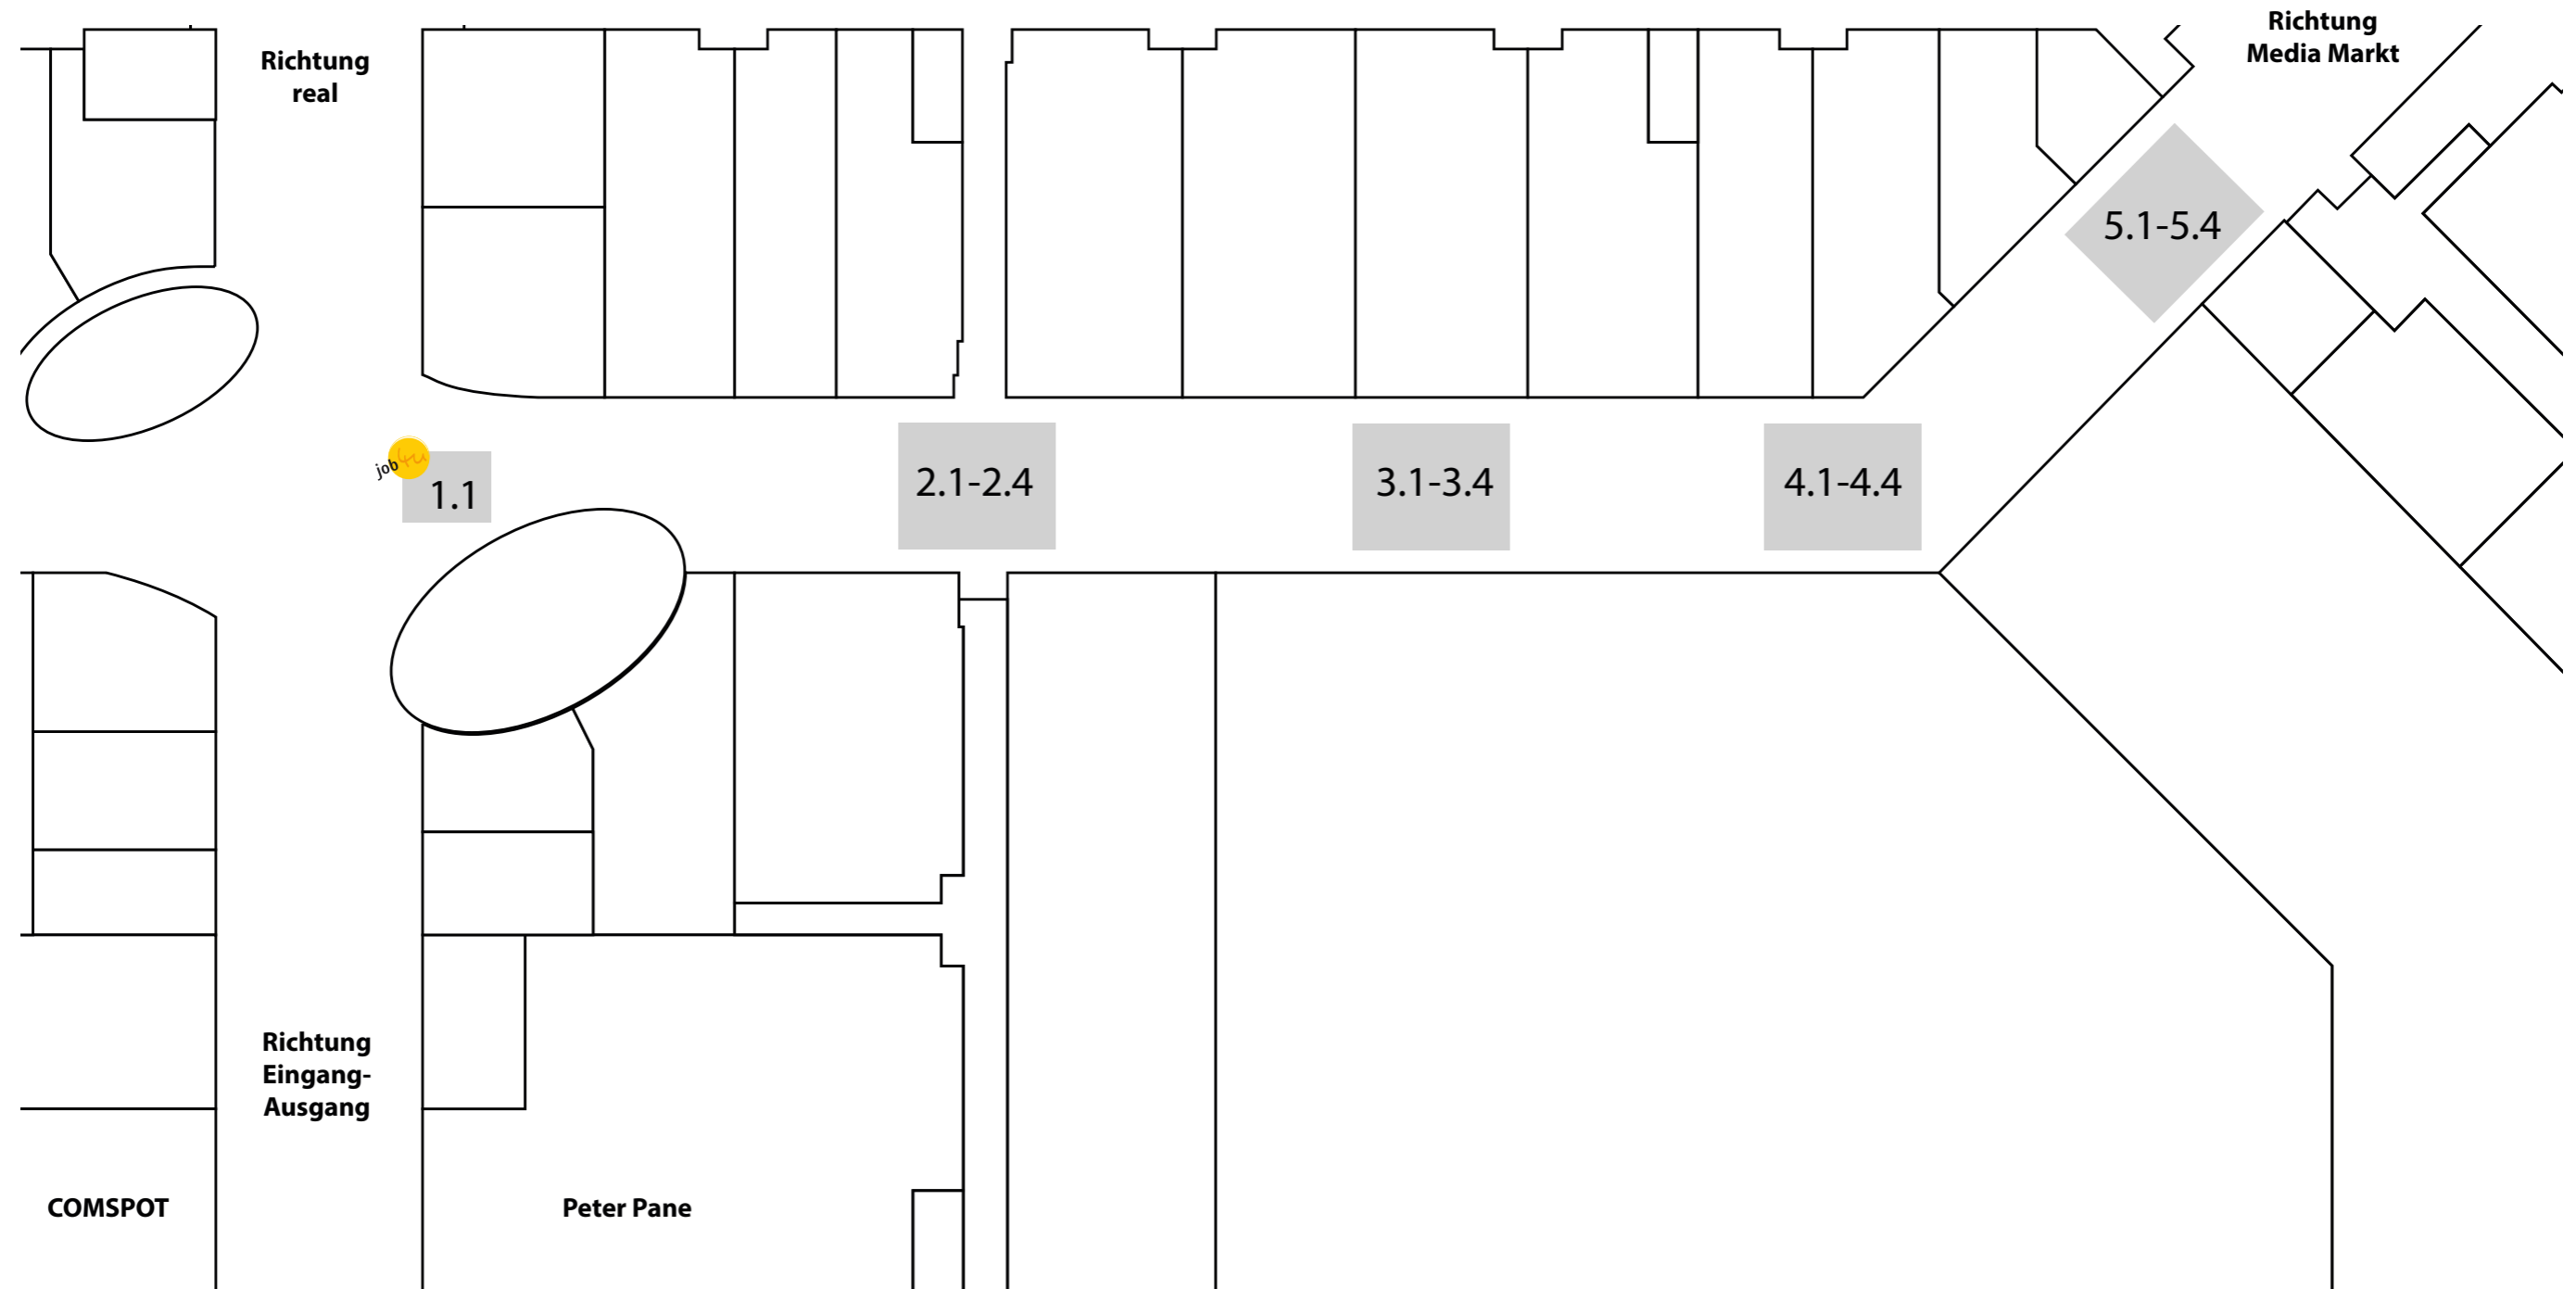 Richtung
real
Richtung
Media Markt
5.1-5.4
job4u
1.1
2.1-2.4
3.1-3.4
4.1-4.4
Richtung
Eingang-
Ausgang
COMSPOT
Peter Pane